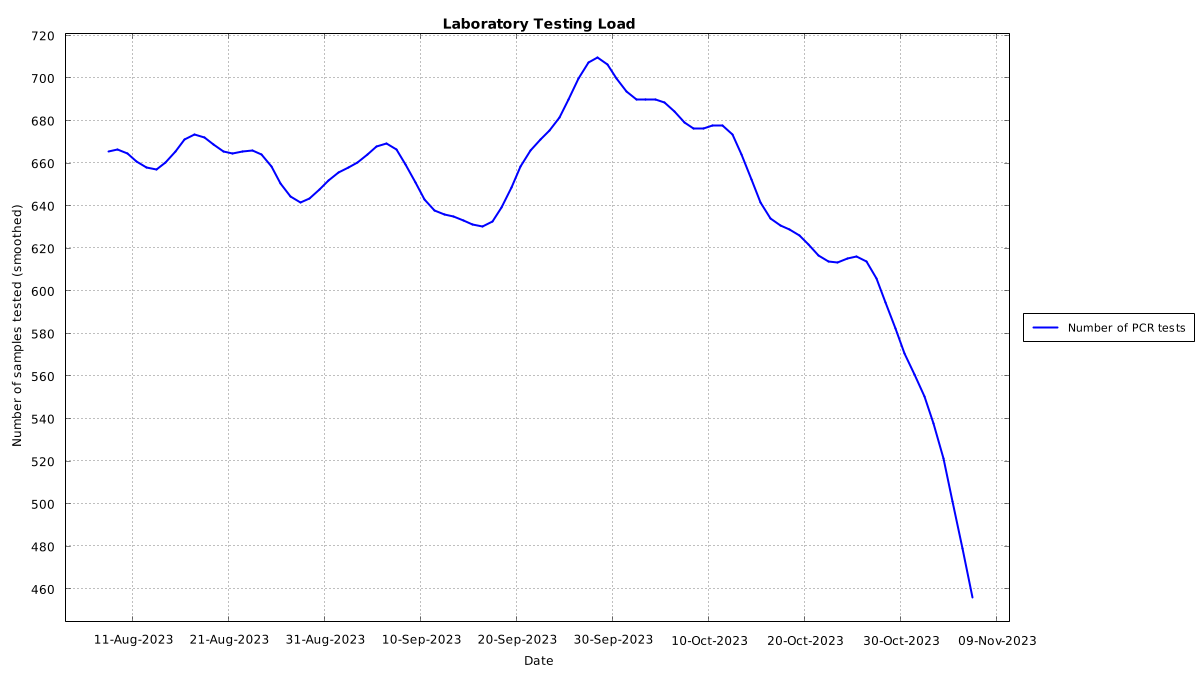 Laboratory Testing Load
720
700
680
660
640
620
600
580
560
540
520
500
480
460
Number of samples tested (smoothed)
11-Aug-2023
21-Aug-2023
31-Aug-2023
10-Sep-2023
20-Sep-2023
30-Sep-2023
10-Oct-2023
20-Oct-2023
30-Oct-2023
09-Nov-2023
Date
Number of PCR tests